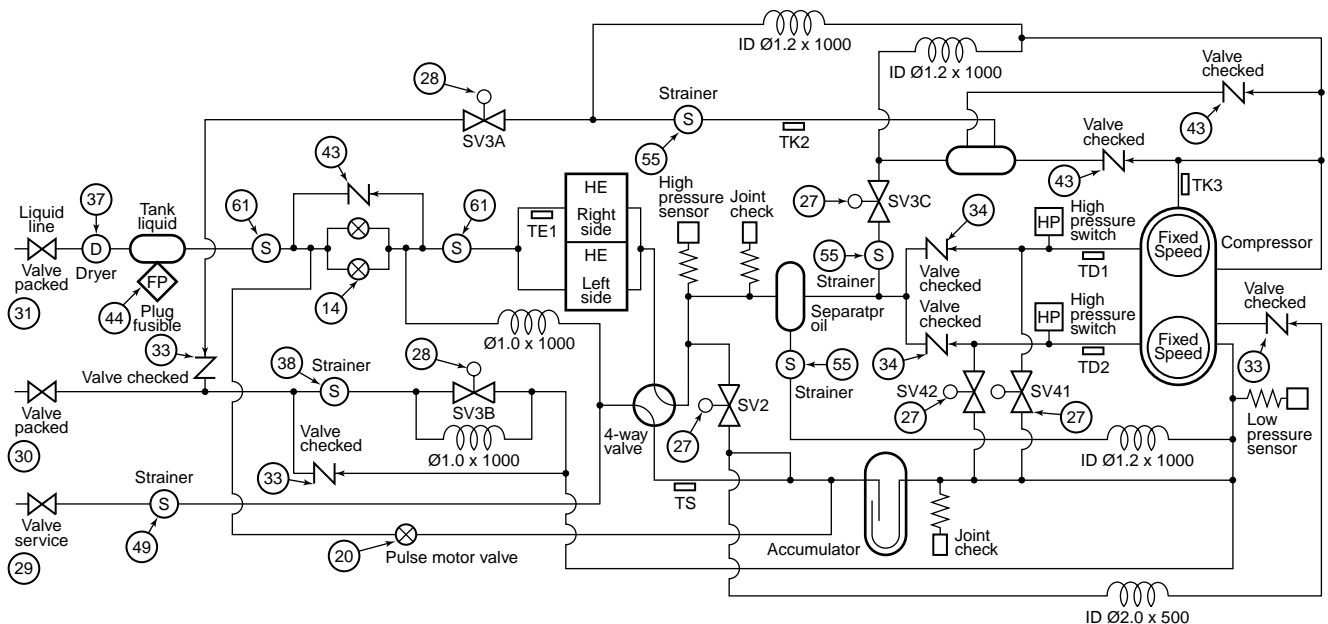 ID Ø1.2 x 1000
ID Ø1.2 x 1000
Valve
checked
28
Strainer
SV3A
55
TK2
43
Valve
checked
43
43
TK3
37
Liquid
line
Tank
liquid
61
D
Dryer
S
S
61
S
TE1
HE
Right
side
HE
Left
side
High
pressure
sensor
Joint
check
27
SV3C
34
HP
High
pressure
switch
Fixed
Speed
Compressor
55
S
Strainer
Valve
checked
TD1
Valve
packed
31
FP
44
Plug
fusible
14
Separatpr
oil
Valve
checked
HP
High
pressure
switch
Valve
checked
33
Valve checked
38
Strainer
28
Ø1.0 x 1000
S
55
Strainer
34
TD2
Fixed
Speed
33
S
SV3B
SV2
SV42
SV41
Valve
packed
30
Valve
checked
4-way
valve
27
27
27
Low
pressure
sensor
33
Ø1.0 x 1000
ID Ø1.2 x 1000
Strainer
S
TS
Valve
service
49
29
20
Pulse motor valve
Accumulator
Joint
check
ID Ø2.0 x 500